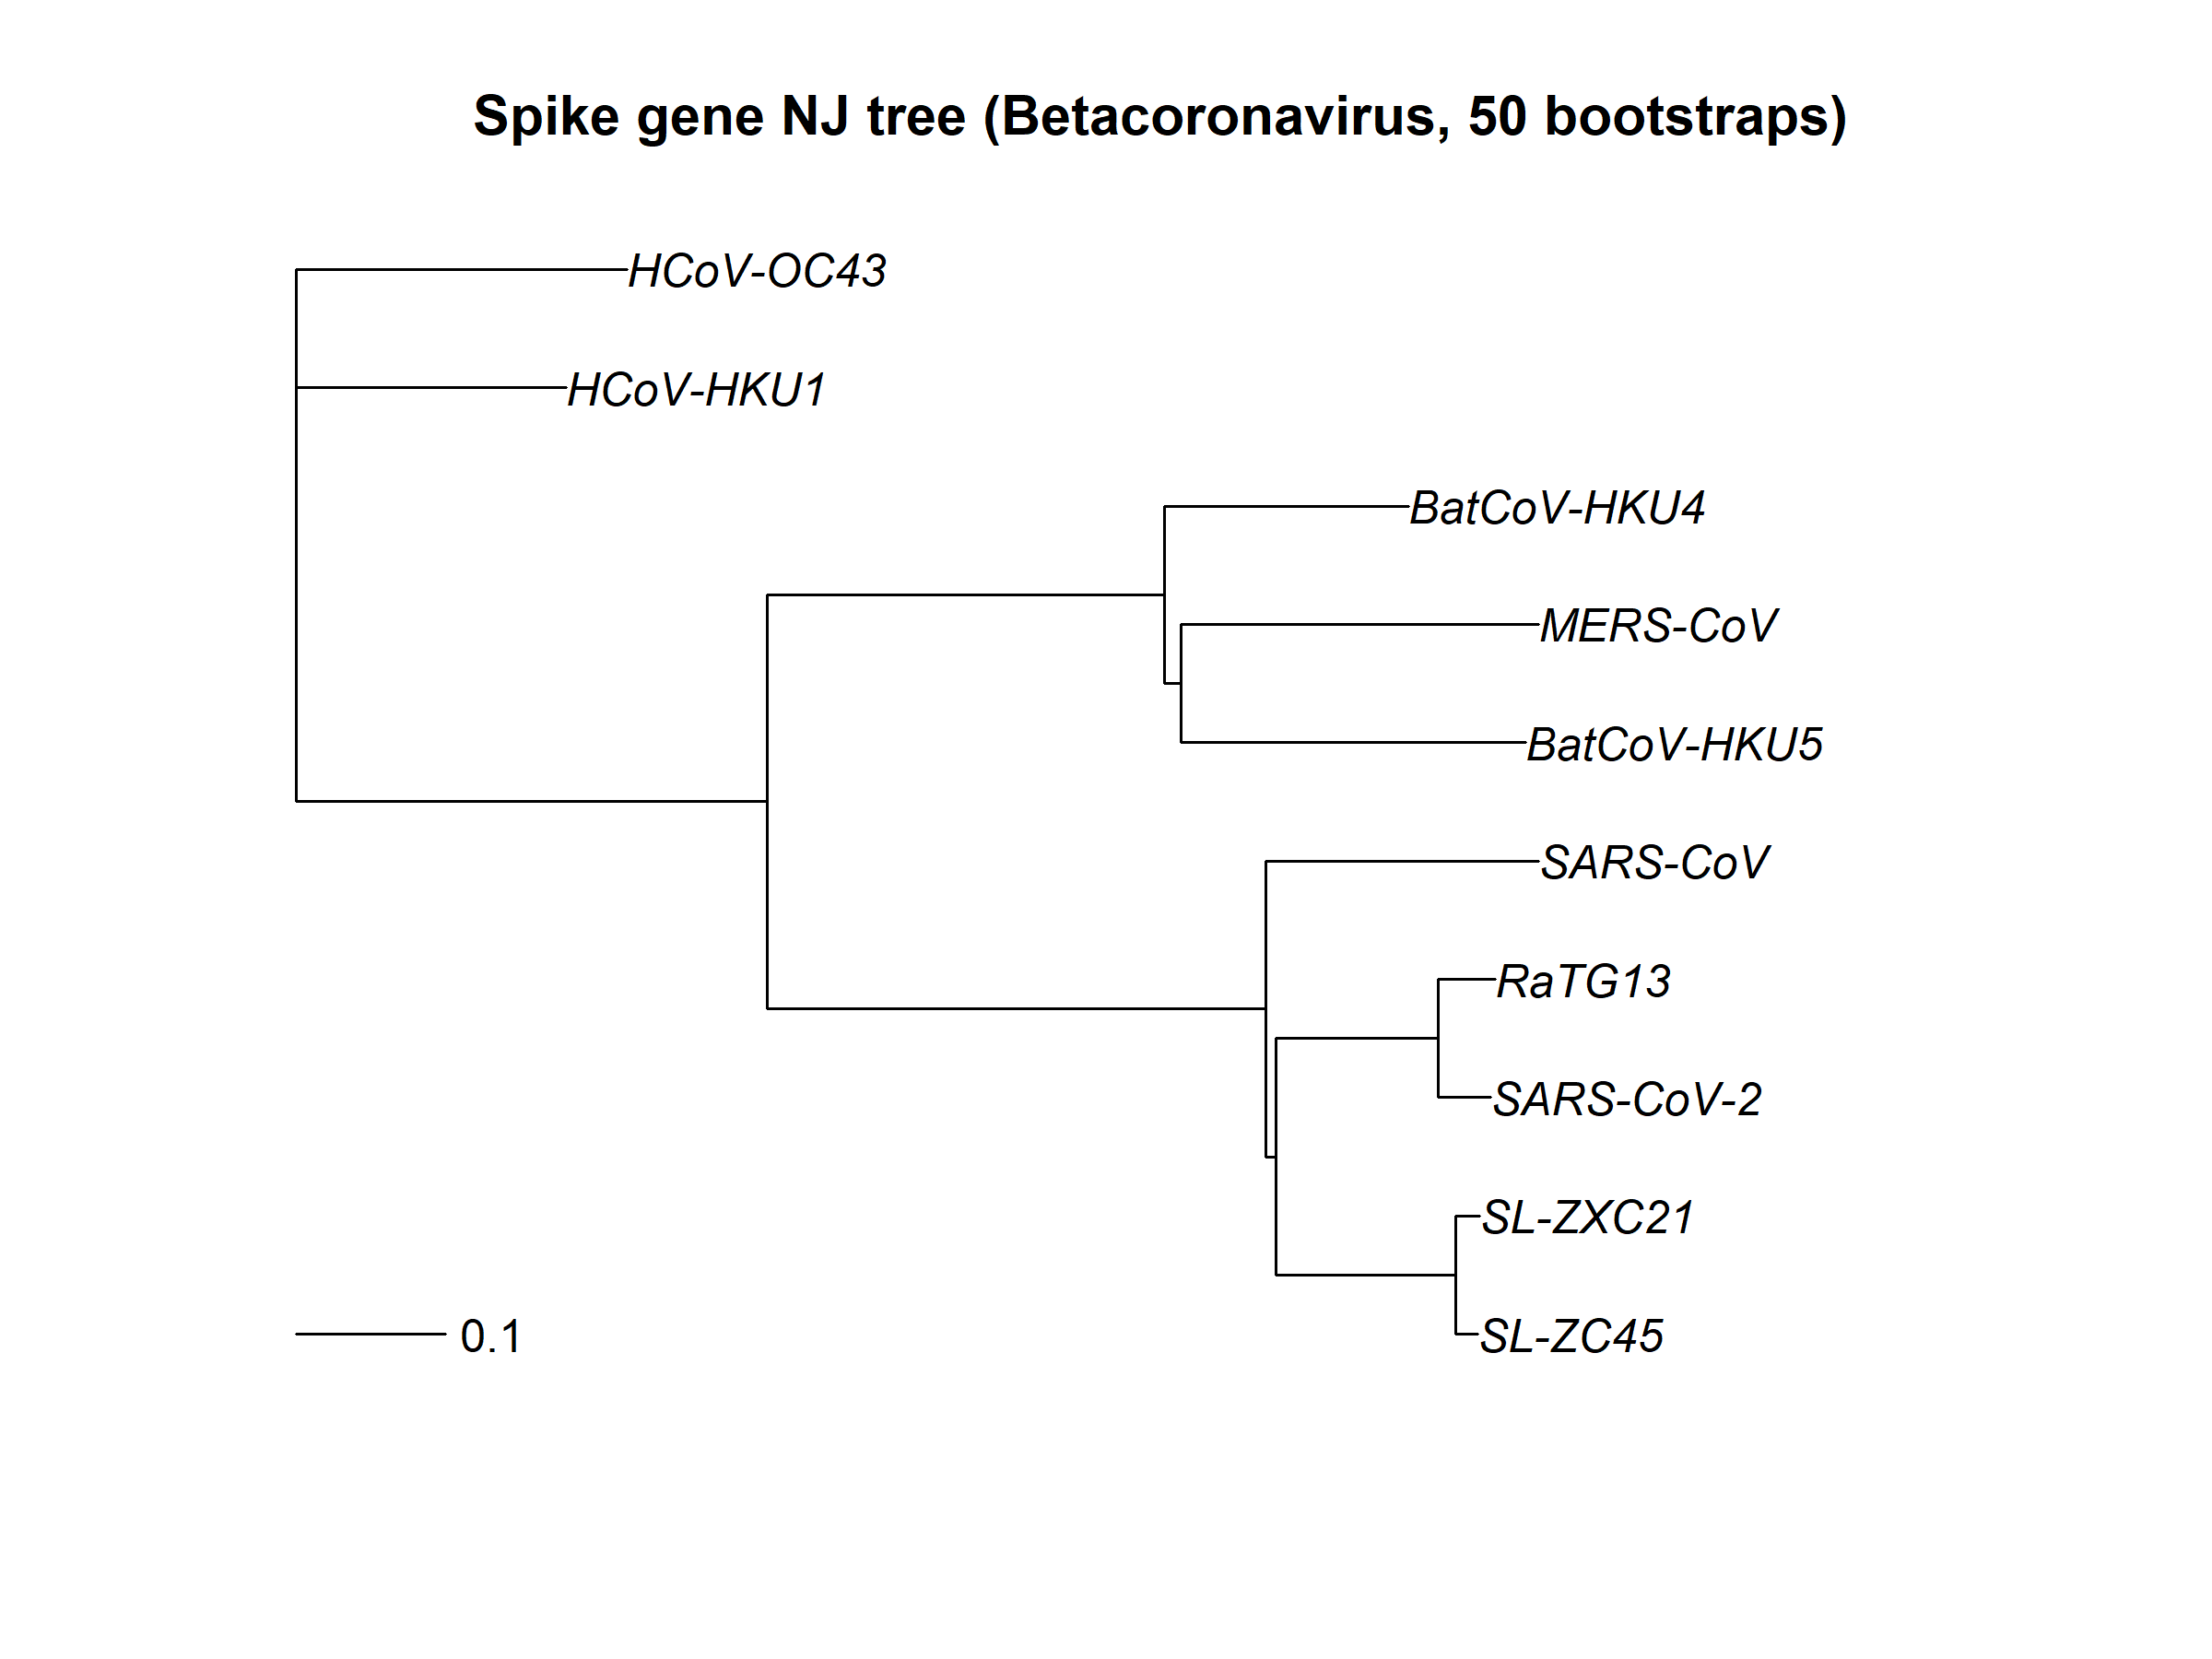 Spike gene NJ tree (Betacoronavirus, 50 bootstraps)
HCoV-OC43
HCoV-HKU1
BatCoV-HKU4
MERS-CoV
BatCoV-HKU5
SARS-CoV
RaTG13
SARS-CoV-2
SL-ZXC21
0.1
SL-ZC45